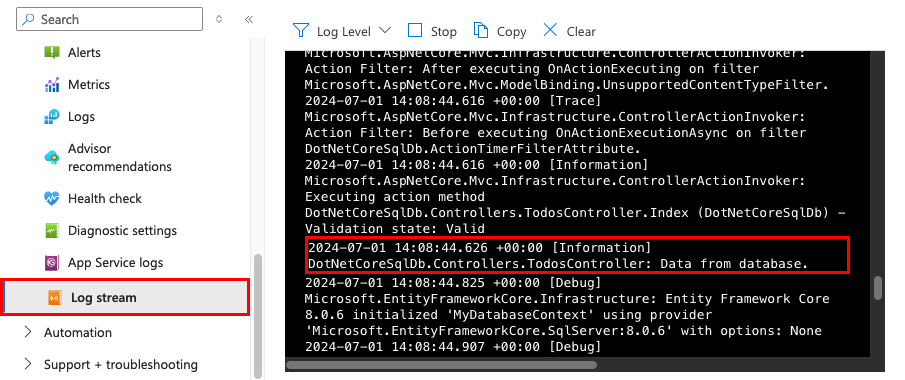 Search
Alerts
Metrics
Logs
Advisor
recommendations
Health check
Diagnostic settings
App Service logs
Log stream
Automation
Support + troubleshooting
Log Level
Stop
Copy
Clear
Microsoft.AspNetCore.Mvc.Infrastructure.ControllerActionInvoker:
Action Filter: After executing OnActionExecuting on filter
Microsoft.AspNetCore.Mvc.ModelBinding.UnsupportedContentTypeFilter.
2024-07-01 14:08:44.616 +00:00 [Trace]
Microsoft.AspNetCore.Mvc.Infrastructure.ControllerActionInvoker:
Action Filter: Before executing OnActionExecutionAsync on filter
DotNetCoreSqlDb.ActionTimerFilterAttribute.
2024-07-01 14:08:44.616 +00:00 [Information]
Microsoft.AspNetCore.Mvc.Infrastructure.ControllerActionInvoker:
Executing action method
DotNetCoreSqlDb.Controllers.TodosController.Index (DotNetCoreSqlDb) -
Validation state: Valid
2024-07-01 14:08:44.626 +00:00 [Information]
DotNetCoreSqlDb.Controllers.TodosController: Data from database.
2024-07-01 14:08:44.825 +00:00 [Debug]
Microsoft.EntityFrameworkCore.Infrastructure: Entity Framework Core
8.0.6 initialized 'MyDatabaseContext' using provider
'Microsoft.EntityFrameworkCore.SqlServer:8.0.6' with options: None
2024-07-01 14:08:44.907 +00:00 [Debug]